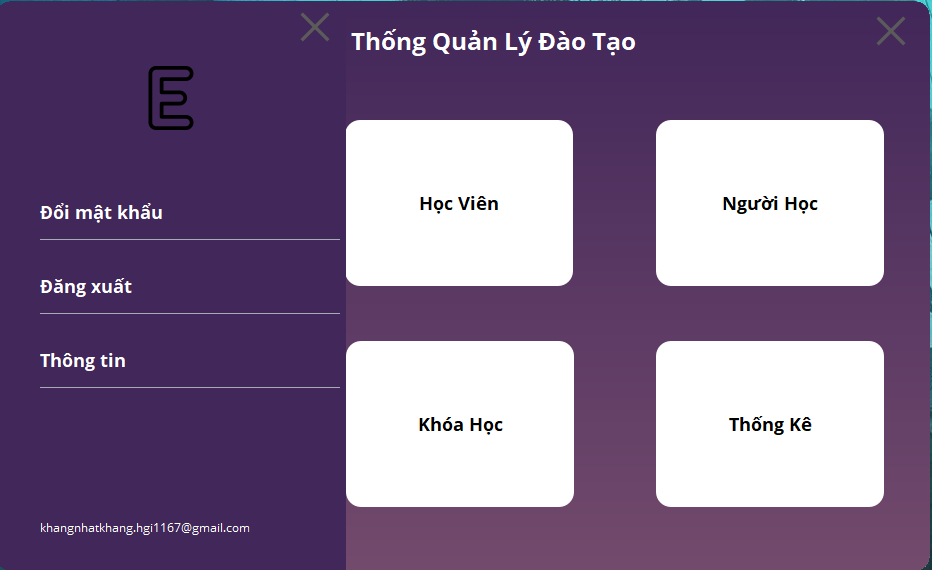 E
Đổi mật khẩu
Đăng xuất
Thông tin
khangnhatkhang.hgi1167@gmail.com
Thống Quản Lý Đào Tạo
Học Viên
Người Học
Khóa Học
Thống Kê